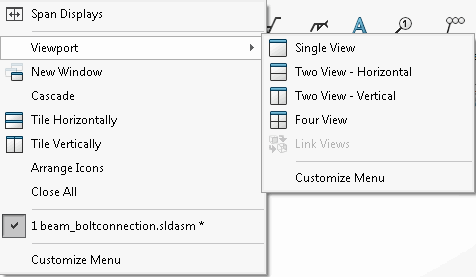 Span Displays
Viewport
New Window
Cascade
Tile Horizontally
Tile Vertically
Arrange Icons
Close All
1 beam_boltconnection.sldasm *
Customize Menu
Single View
Two View - Horizontal
Two View - Vertical
Four View
Link Views
Customize Menu
A
1